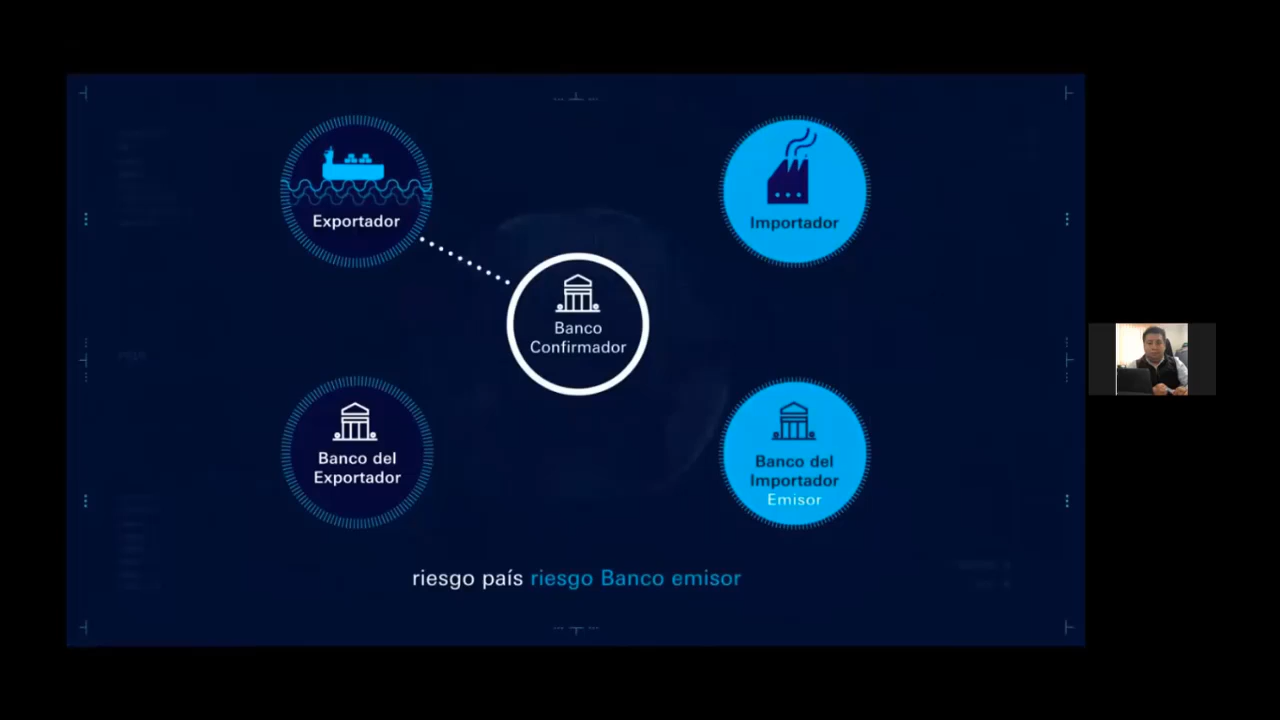 Exportador
Importador
Banco
Confirmador
Banco del
Exportador
Banco del
Importador
Emisor
riesgo país riesgo Banco emisor